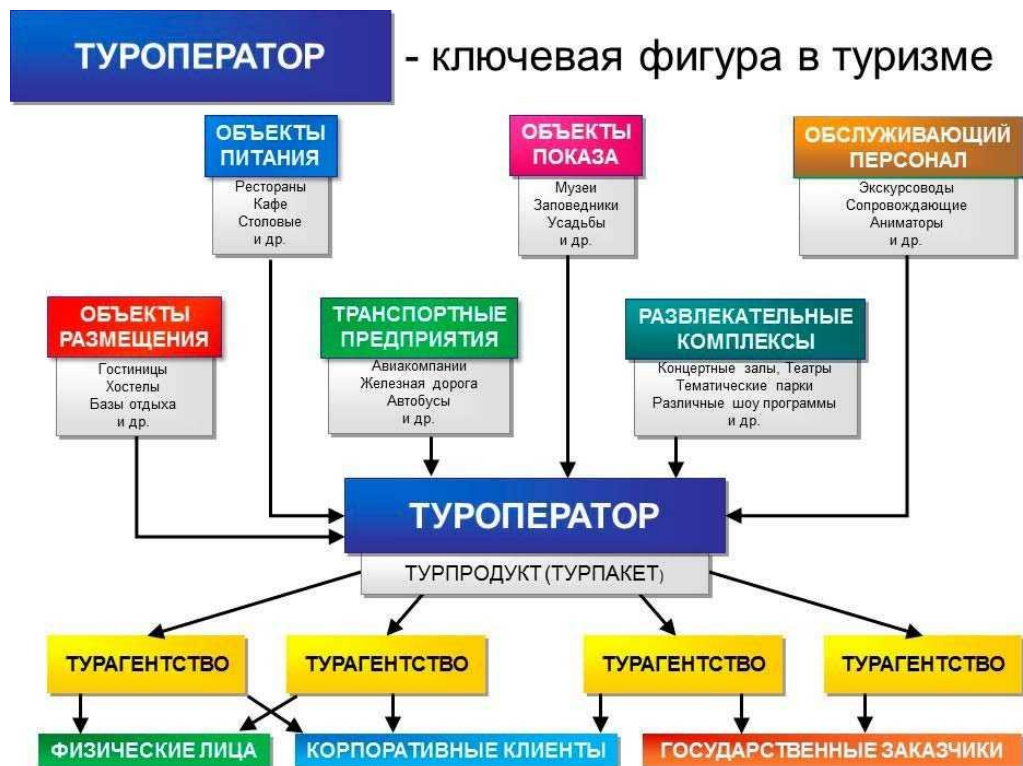 ТУРОПЕРАТОР - ключевая фигура в туризме
ОБЪЕКТЫ
ПИТАНИЯ
Рестораны
Кафе
Столовые
и др.
ОБЪЕКТЫ
ПОКАЗА
Музеи
Заповедники
Усадьбы
и др.
ОБСЛУЖИВАЮЩИЙ
ПЕРСОНАЛ
Экскурсоводы
Сопровождающие
Аниматоры
и др.
ОБЪЕКТЫ
РАЗМЕЩЕНИЯ
Гостиницы
Хостелы
Базы отдыха
и др.
ТРАНСПОРТНЫЕ
ПРЕДПРИЯТИЯ
Авиакомпании
Железная дорога
Автобусы
и др.
РАЗВЛЕКАТЕЛЬНЫЕ
КОМПЛЕКСЫ
Концертные залы, Театры
Тематические парки
Различные шоу программы
и др.
ТУРОПЕРАТОР
ТУРПРОДУКТ (ТУРПАКЕТ)
ТУРАГЕНТСТВО
ТУРАГЕНТСТВО
ТУРАГЕНТСТВО
ТУРАГЕНТСТВО
ФИЗИЧЕСКИЕ ЛИЦА
КОРПОРАТИВНЫЕ КЛИЕНТЫ
ГОСУДАРСТВЕННЫЕ ЗАКАЗЧИКИ